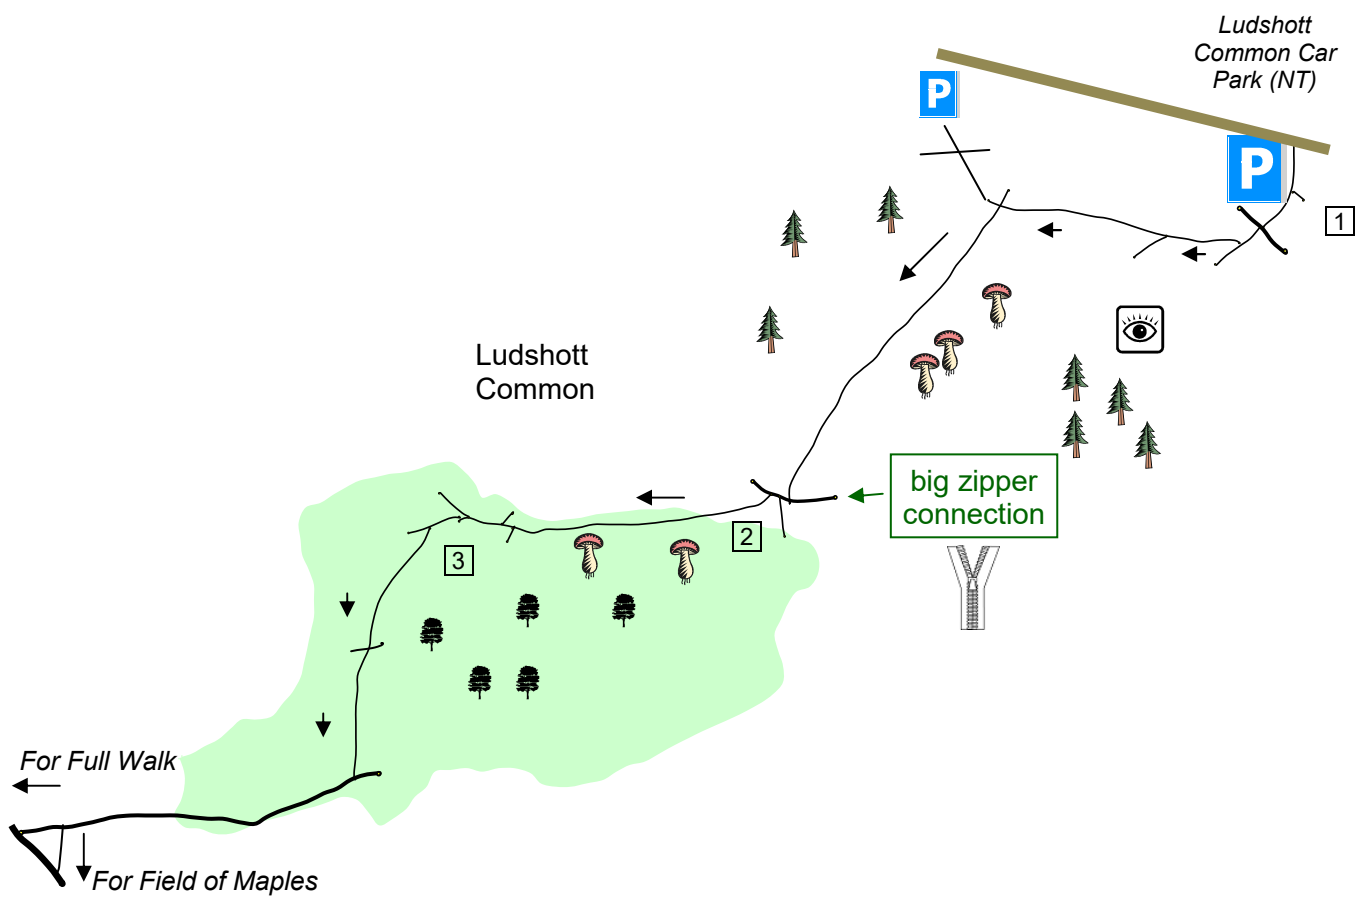 Ludshott
Common Car
Park (NT)
P
P
1
Ludshott
Common
big zipper
connection
2
3
For Full Walk
For Field of Maples